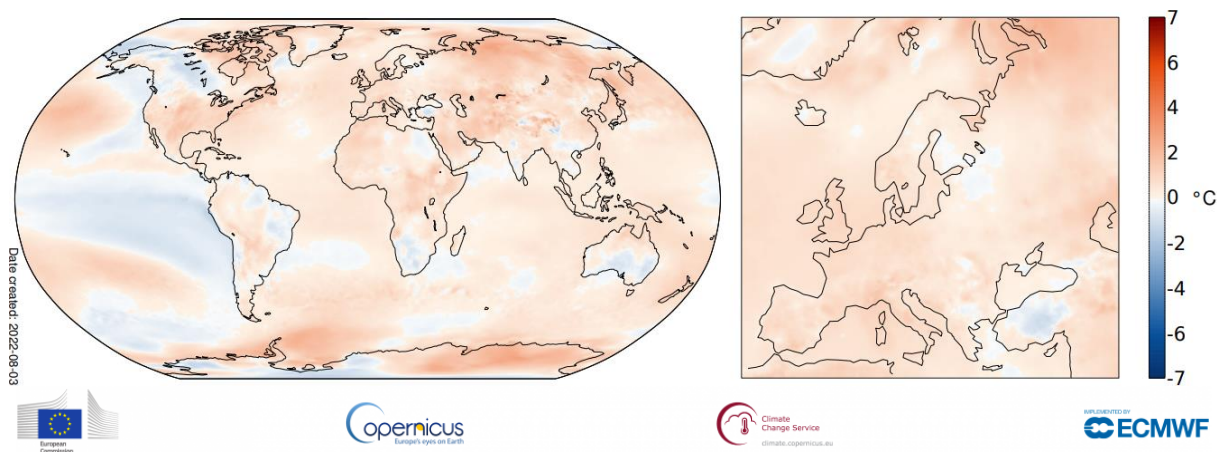 7
6
4
2
0 °C
-2
-4
-6
-7
Date created: 2022-08-03
European
Commission
opernicus
Europe's eyes on Earth
Climate
Change Service
climate.copernicus.eu
IMPLEMENTED BY
ECMWF